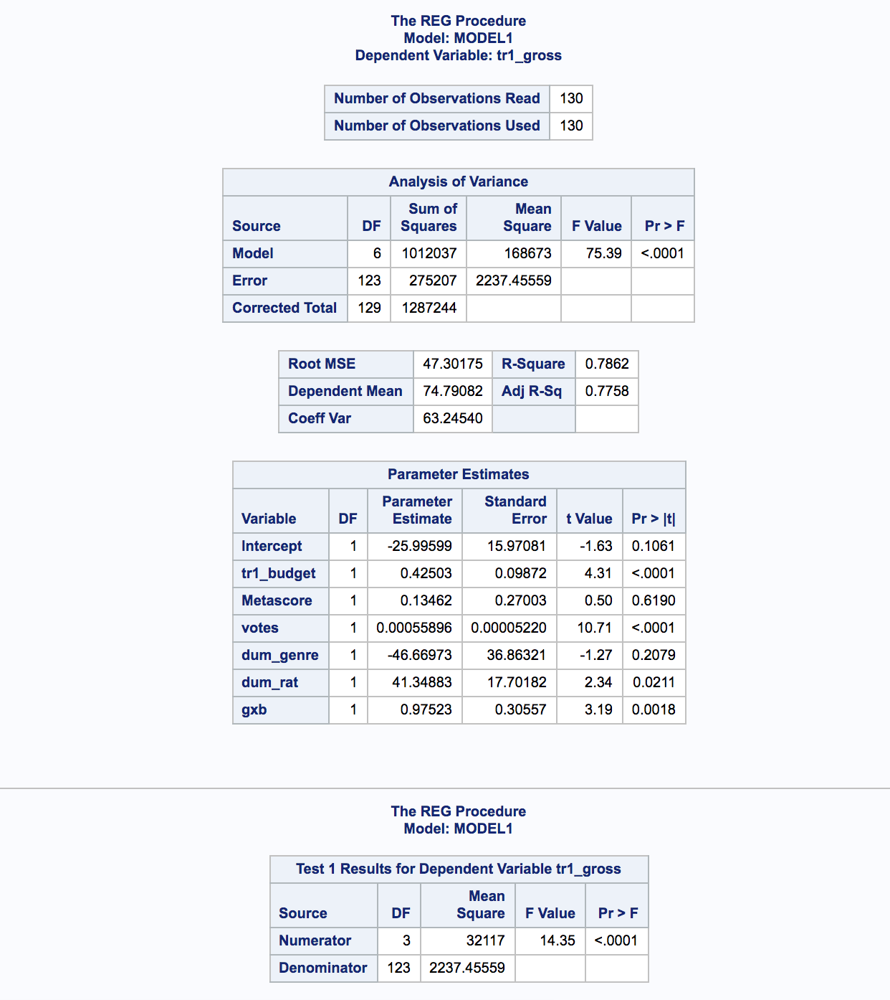 The REG Procedure
Model: MODEL1
Dependent Variable: tr1_gross
Number of Observations Read 130
Number of Observations Used 130
Analysis of Variance
Source DF Sum of Squares Mean Square F Value Pr > F
Model 6 1012037 168673 75.39 <.0001
Error 123 275207 2237.45559
Corrected Total 129 1287244
Root MSE 47.30175 R-Square 0.7862
Dependent Mean 74.79082 Adj R-Sq 0.7758
Coeff Var 63.24540
Parameter Estimates
Variable DF Parameter Estimate Standard Error t Value Pr > |t|
Intercept 1 -25.99599 15.97081 -1.63 0.1061
tr1_budget 1 0.42503 0.09872 4.31 <.0001
Metascore 1 0.13462 0.27003 0.50 0.6190
votes 1 0.00055896 0.00005220 10.71 <.0001
dum_genre 1 -46.66973 36.86321 -1.27 0.2079
dum_rat 1 41.34883 17.70182 2.34 0.0211
gxb 1 0.97523 0.30557 3.19 0.0018
The REG Procedure
Model: MODEL1
Test 1 Results for Dependent Variable tr1_gross
Source DF Mean Square F Value Pr > F
Numerator 3 32117 14.35 <.0001
Denominator 123 2237.45559